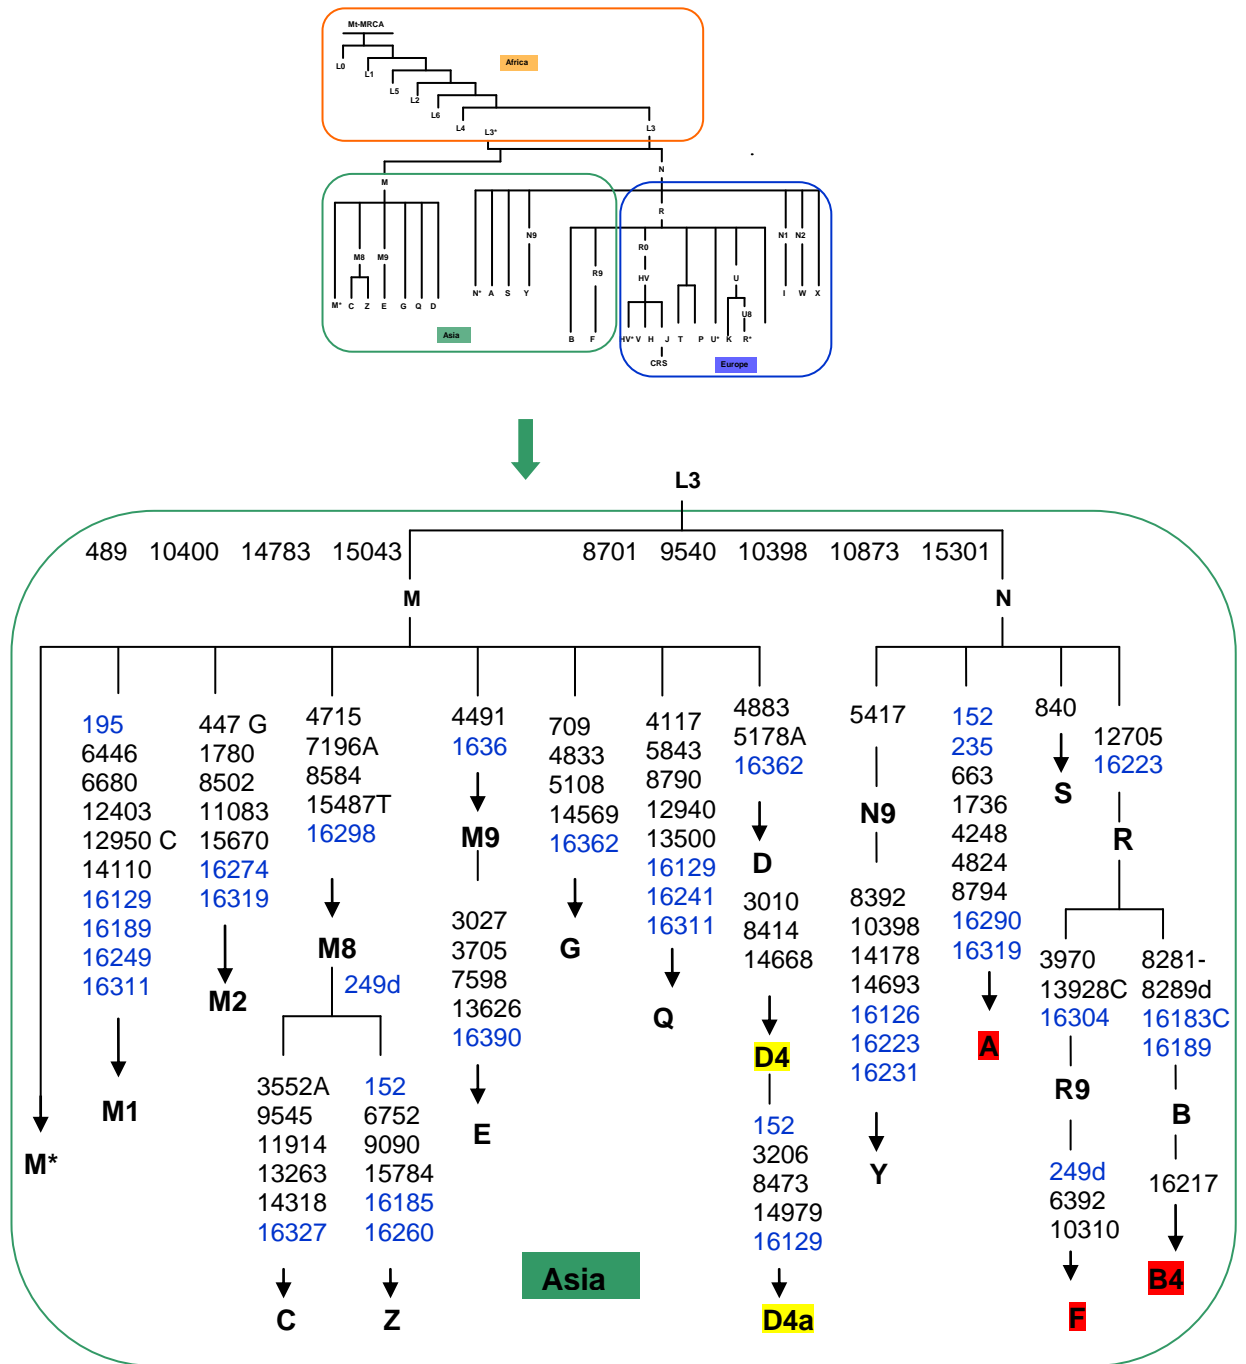 Mt-MRCA
Africa
L0
L1
L5
L2
L6
L4
L3*
L3
M
N
R
N9
N1 N2
R0
M8 M9
R9
HV
U
M* C Z E G Q D
N* A S Y
I W X
U8
B F
HV* V H J T P U* K R*
CRS
Asia
Europe
L3
489 10400 14783 15043
8701 9540 10398 10873 15301
M
N
195
6446
6680
12403
12950 C
14110
16129
16189
16249
16311
M1
M*
447 G
1780
8502
11083
15670
16274
16319
M2
4715
7196A
8584
15487T
16298
M8
249d
3552A
9545
11914
13263
14318
16327
C
152
6752
9090
15784
16185
16260
Z
4491
1636
M9
3027
3705
7598
13626
16390
E
709
4833
5108
14569
16362
G
4117
5843
8790
12940
13500
16129
16241
16311
Q
4883
5178A
16362
D
3010
8414
14668
D4
152
3206
8473
14979
16129
D4a
5417
N9
8392
10398
14178
14693
16126
16223
16231
Y
152
235
663
1736
4248
4824
8794
16290
16319
A
840
S
12705
16223
R
3970
13928C
16304
R9
249d
6392
10310
F
8281-
8289d
16183C
16189
B
16217
B4
Asia